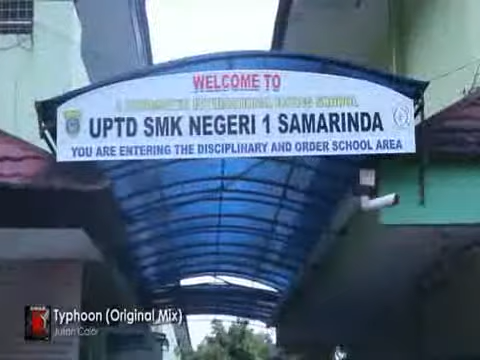 WELCOME TO
UPTD SMK NEGERI 1 SAMARINDA
YOU ARE ENTERING THE DISCIPLINARY AND ORDER SCHOOL AREA
Typhoon (Original Mix)
Julian Calor